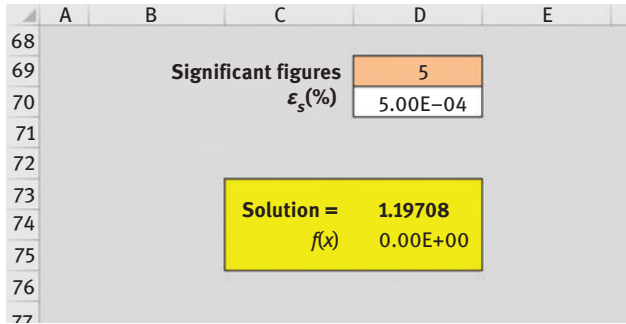 A B C D E
68
69 Significant figures 5
70 εs(%) 5.00E−04
71
72
73 Solution = 1.19708
74 f(x) 0.00E+00
75
76
77